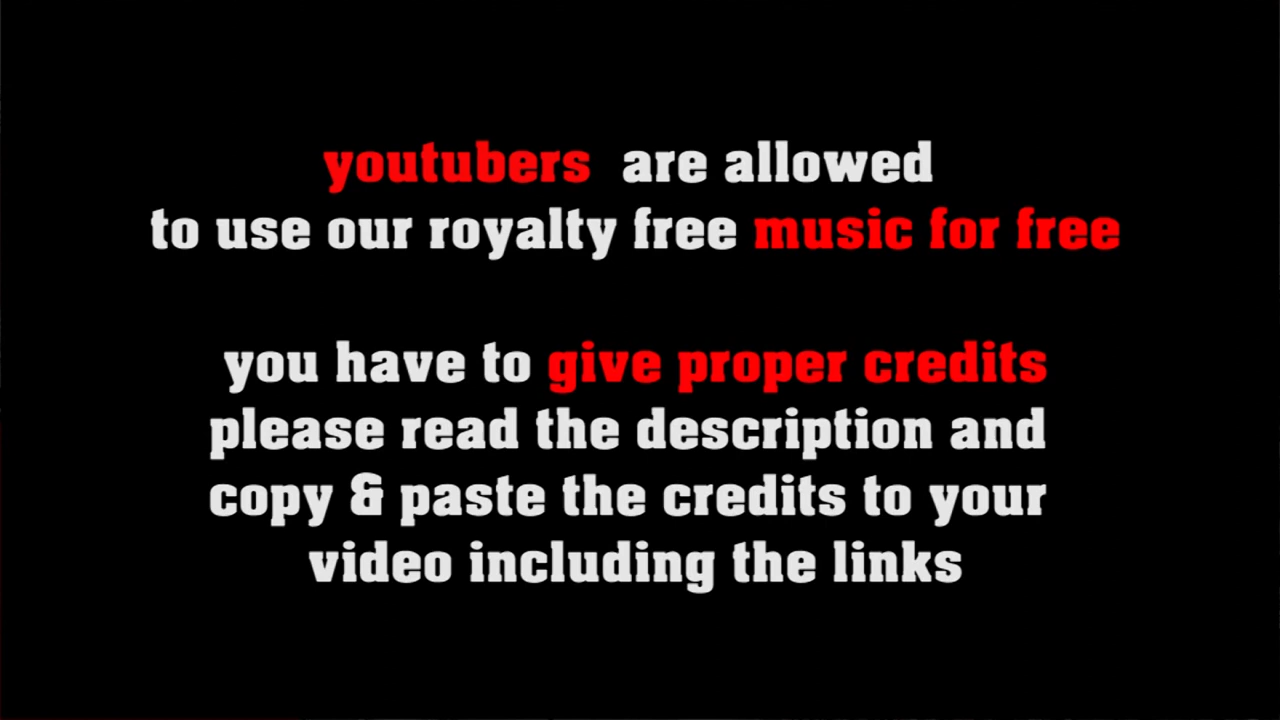 youtubers are allowed
to use our royalty free music for free
you have to give proper credits
please read the description and
copy & paste the credits to your
video including the links